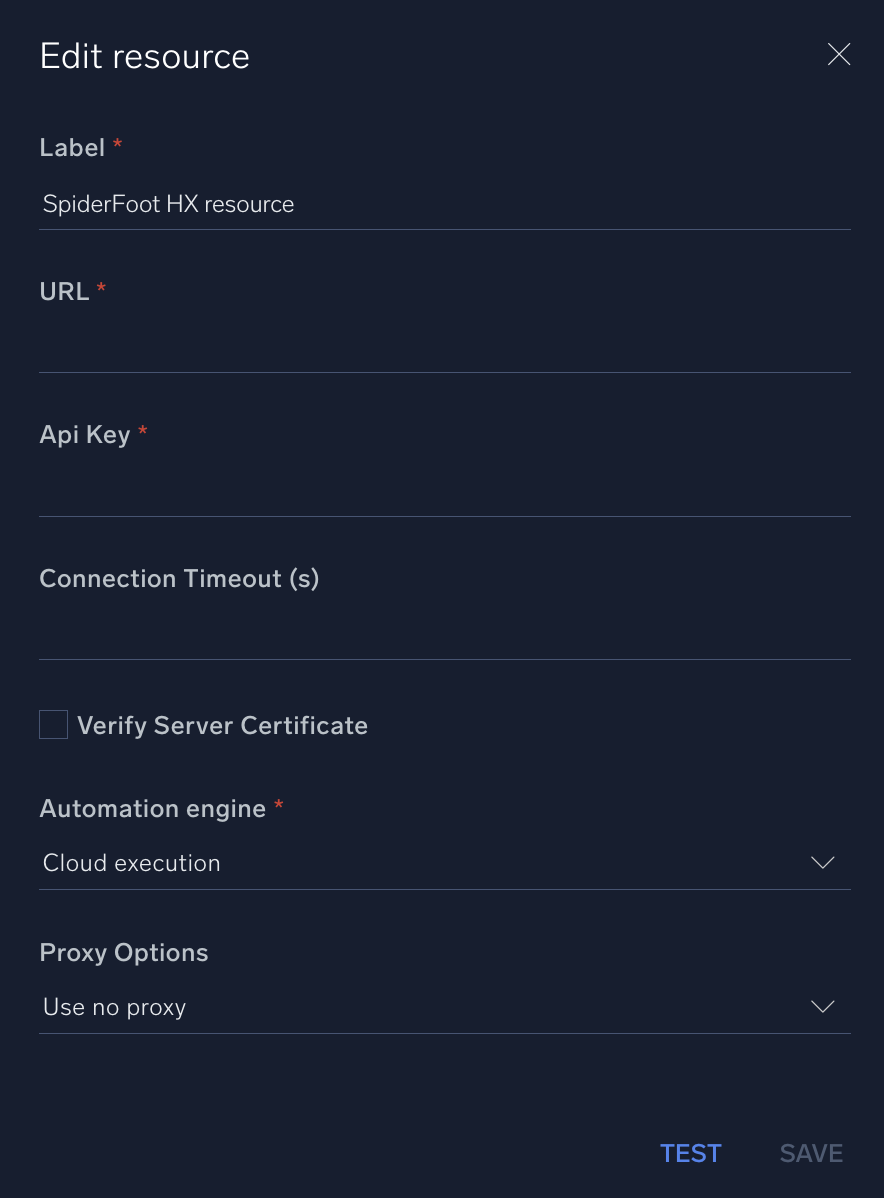 Edit resource
Label *
SpiderFoot HX resource
URL *
Api Key *
Connection Timeout (s)
Verify Server Certificate
Automation engine *
Cloud execution
Proxy Options
Use no proxy
TEST SAVE